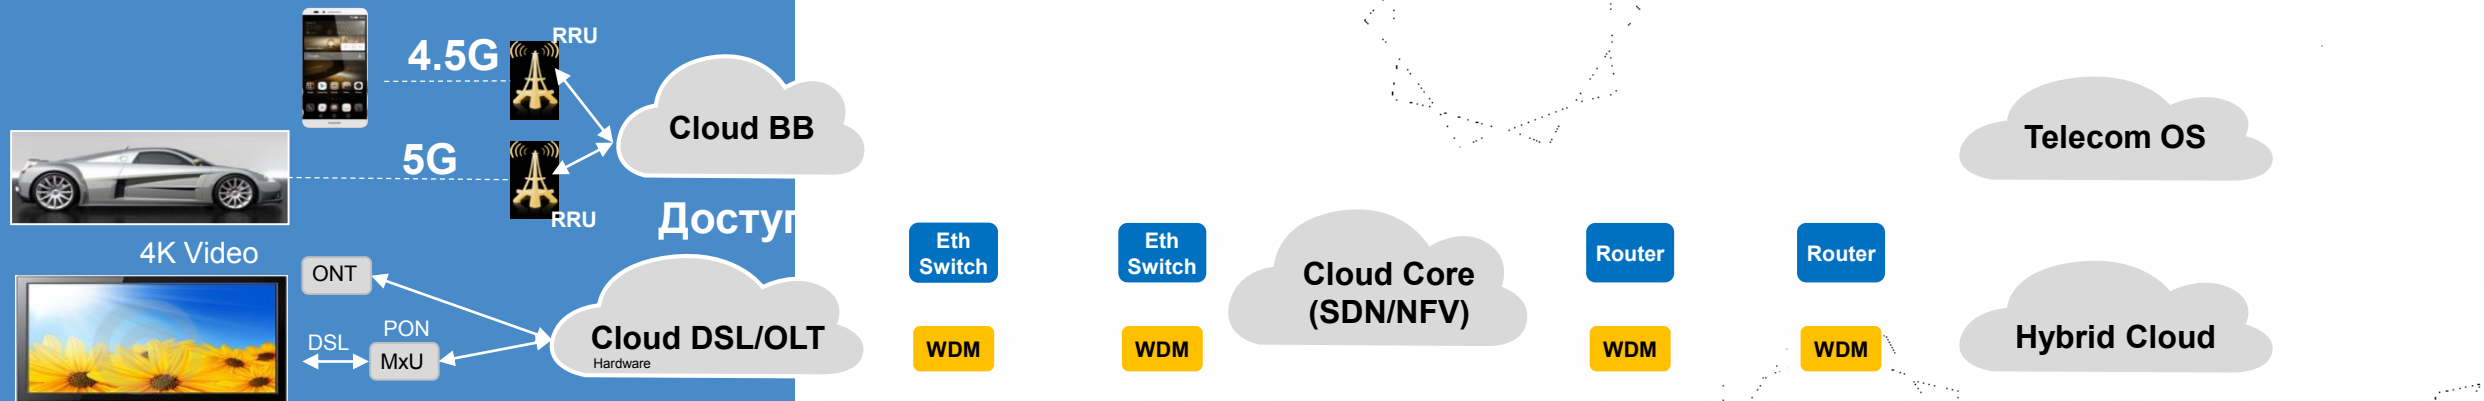 RRU
4.5G
Cloud BB
5G
RRU
Доступ
4K Video
ONT
DSL
PON
MxU
Cloud DSL/OLT
Hardware
Eth
Switch
WDM
Eth
Switch
WDM
Cloud Core
(SDN/NFV)
Router
WDM
Router
WDM
Telecom OS
Hybrid Cloud